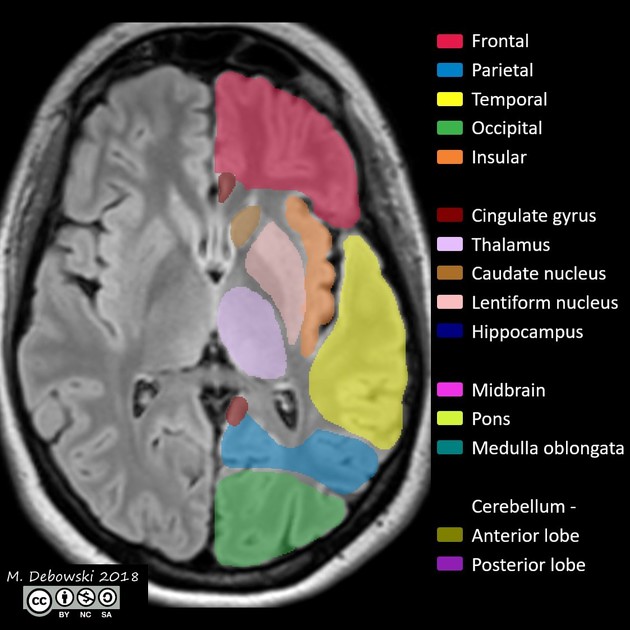 Frontal
Parietal
Temporal
Occipital
Insular
Cingulate gyrus
Thalamus
Caudate nucleus
Lentiform nucleus
Hippocampus
Midbrain
Pons
Medulla oblongata
Cerebellum -
Anterior lobe
Posterior lobe
M. Debowski 2018
cc
BY NC SA